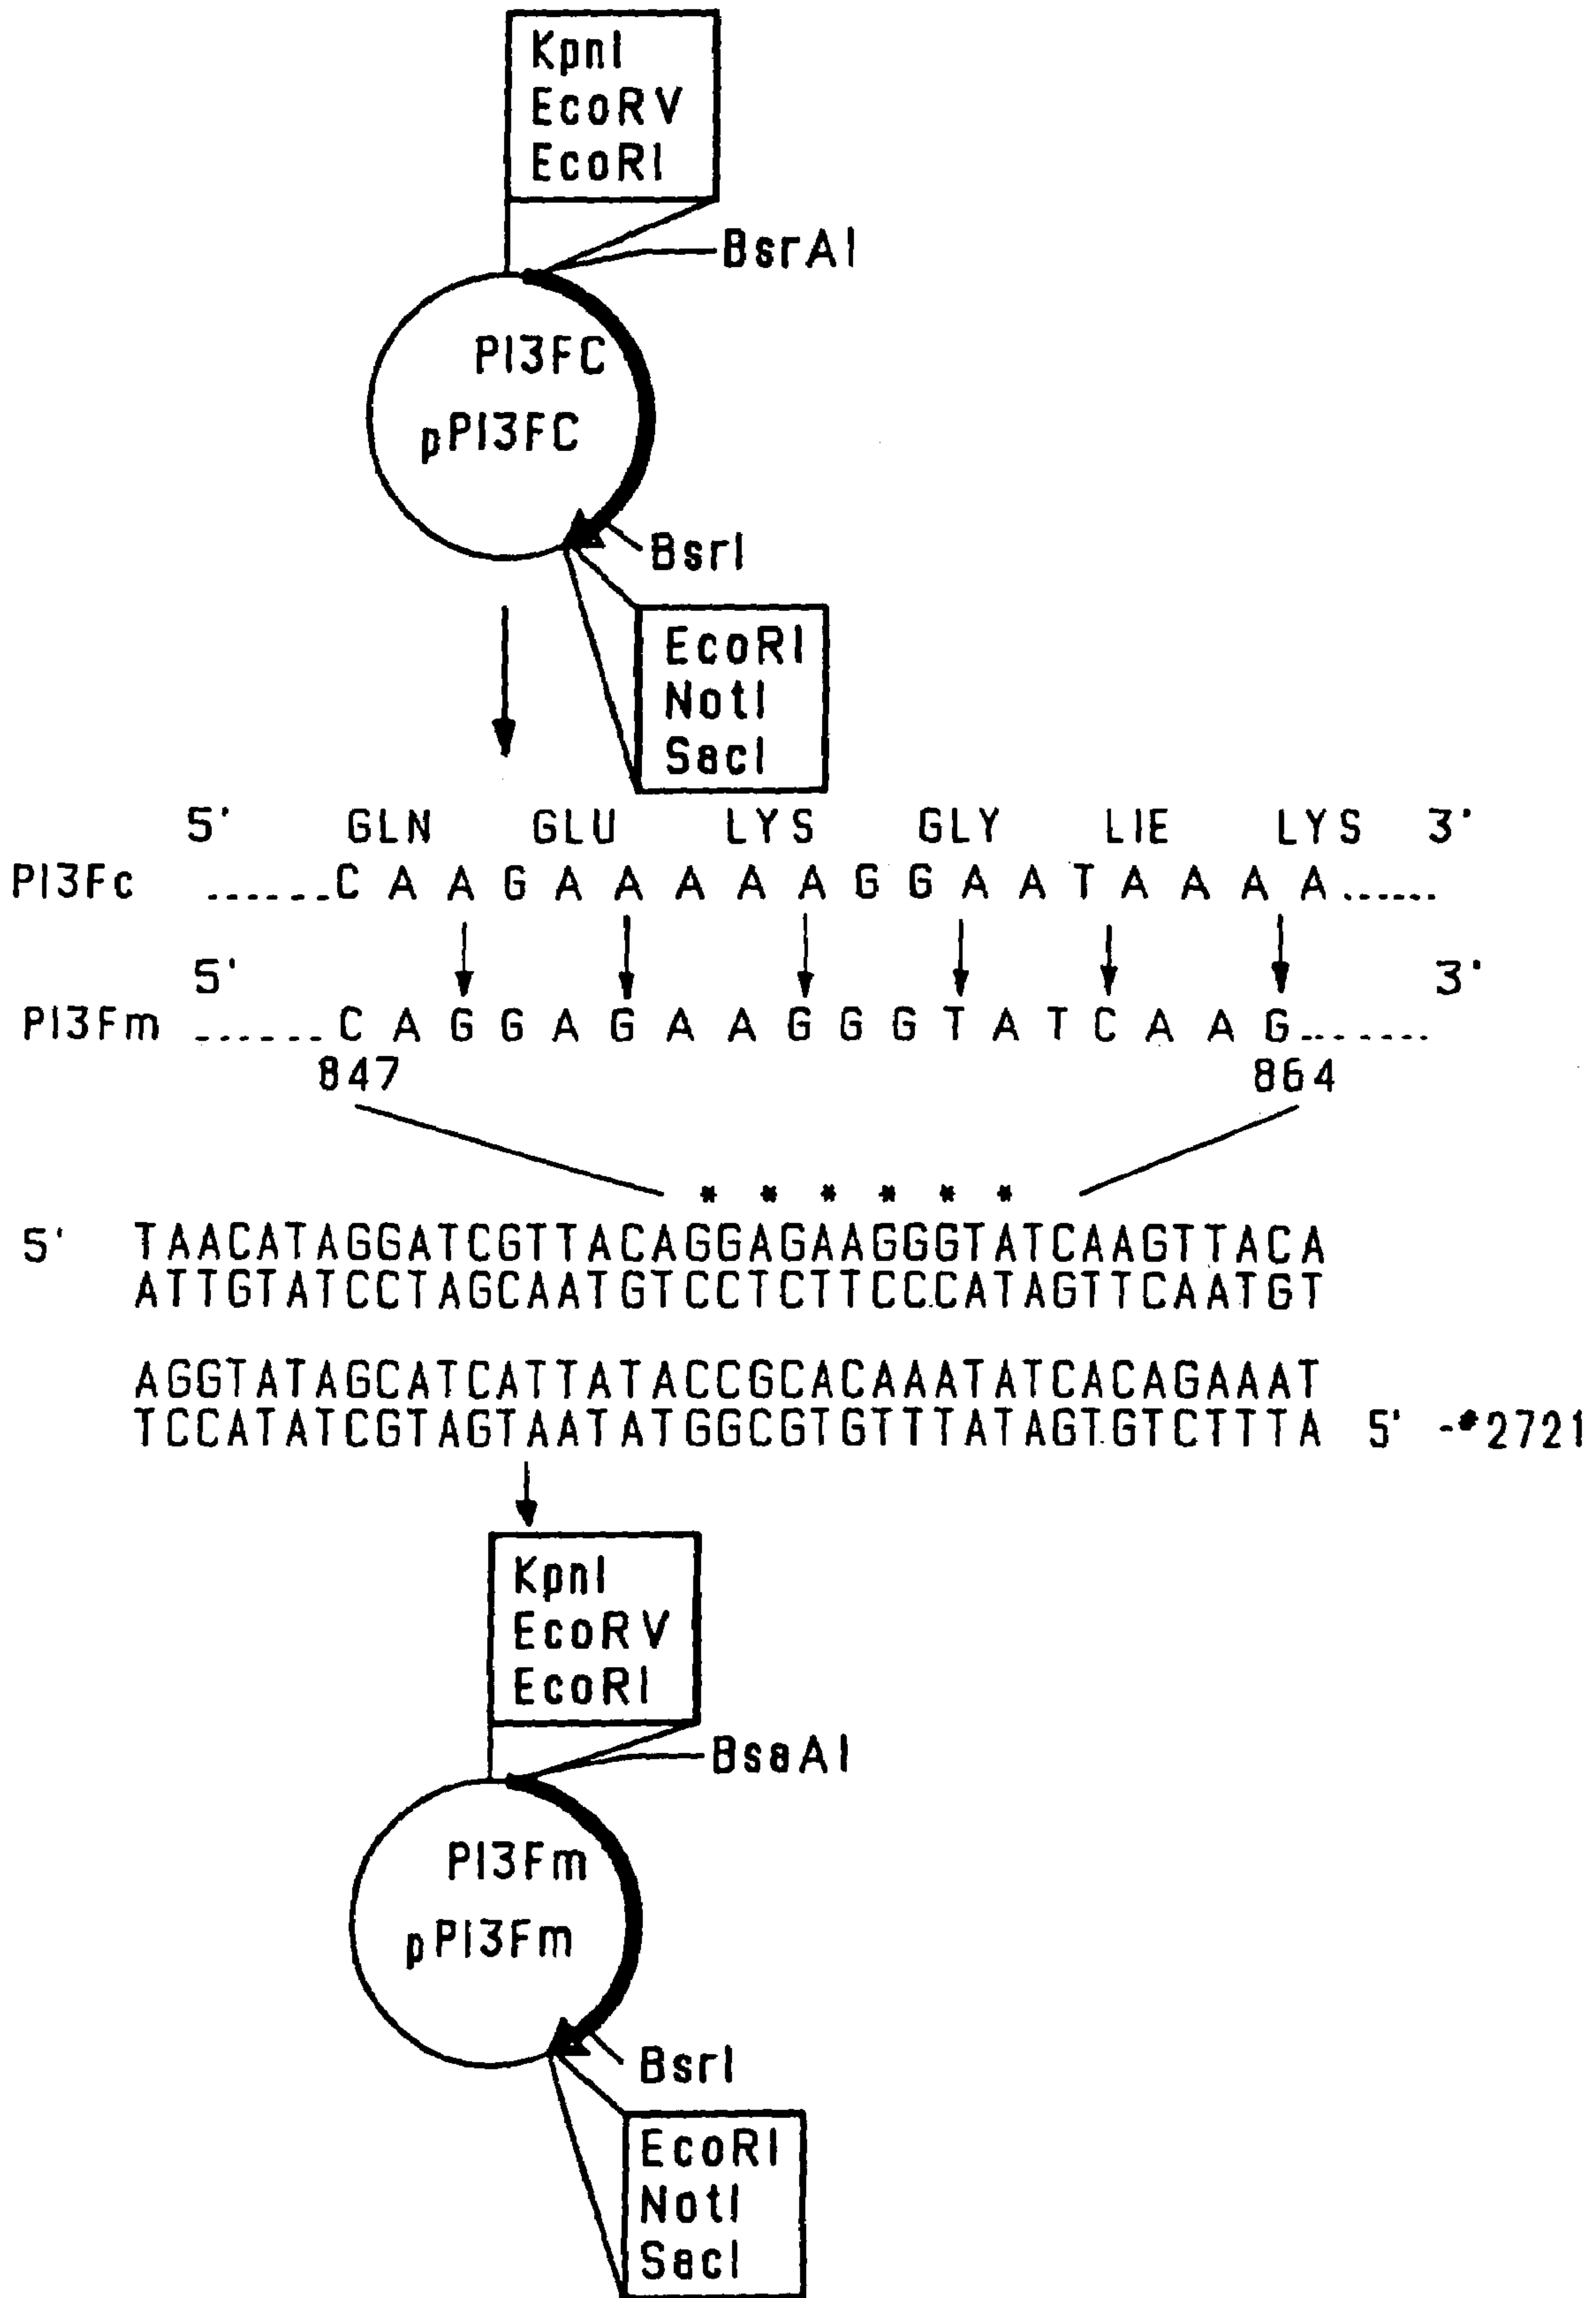 KpnI
EcoRV
EcoRI
BsrAI
PI3FC
pPI3FC
BsrI
EcoRI
NotI
SacI
5' GLN GLU LYS GLY LIE LYS 3'
PI3Fc ......C A A G A A A A A G G A A T A A A A......
5' 3'
PI3Fm ......C A G G A G A A G G G T A T C A A G.......
847 864
* * * * * *
5' TAACATAGGATCGTTACAGGAGAAGGGTATCAAGTTACA
ATTGTATCCTAGCAATGTCCTCTTCCCATAGTTCAATGT
AGGTATAGCATCATTATACCGCACAAATATCACAGAAAT
TCCATATCGTAGTAATATGGCGTGTTTATAGTGTCTTTA 5' -#2721
KpnI
EcoRV
EcoRI
BsaAI
PI3Fm
pPI3Fm
BsrI
EcoRI
NotI
SacI